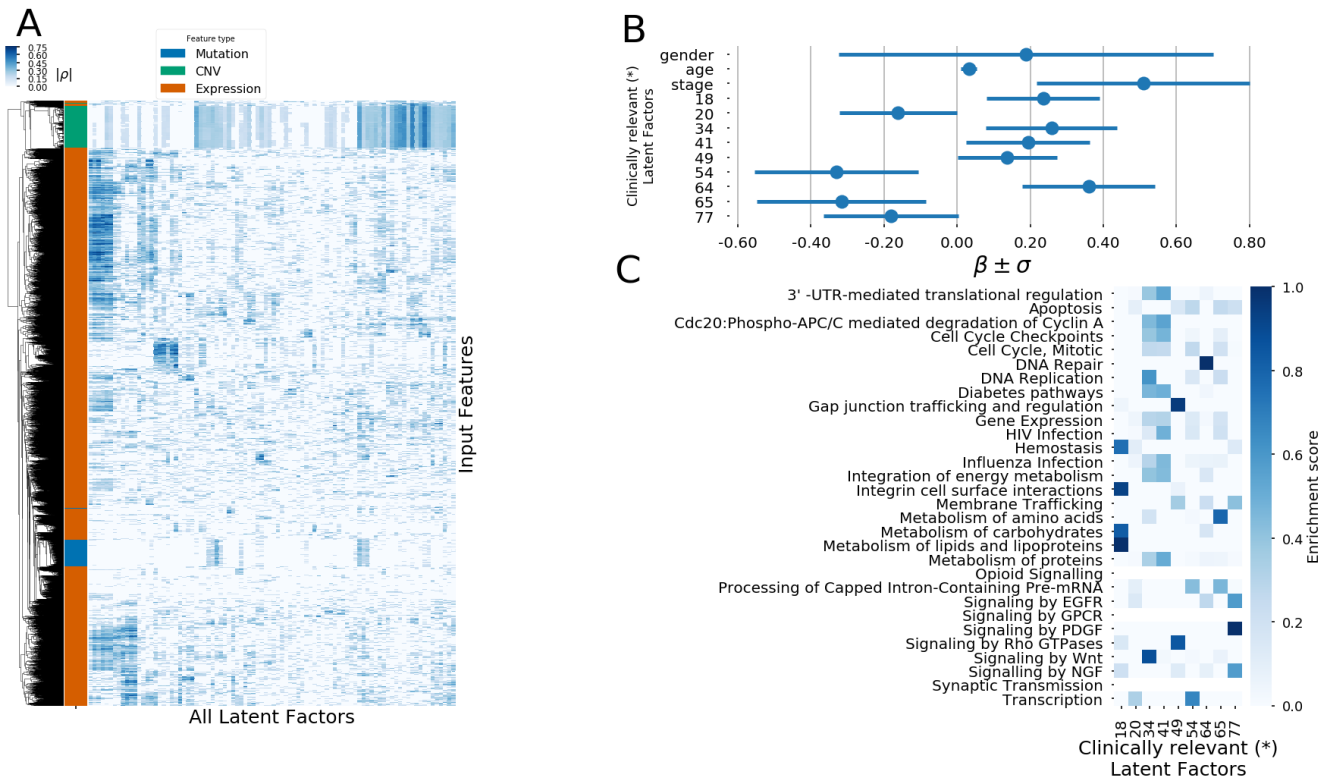 A
0.75
0.60
0.45
0.30
0.15
0.00
|ρ|
Feature type
Mutation
CNV
Expression
Input Features
All Latent Factors
B
Clinically relevant (*)
Latent Factors
gender
age
stage
18
20
34
41
49
54
64
65
77
-0.60 -0.40 -0.20 0.00 0.20 0.40 0.60 0.80
β ± σ
C
3' -UTR-mediated translational regulation
Apoptosis
Cdc20:Phospho-APC/C mediated degradation of Cyclin A
Cell Cycle Checkpoints
Cell Cycle, Mitotic
DNA Repair
DNA Replication
Diabetes pathways
Gap junction trafficking and regulation
Gene Expression
HIV Infection
Hemostasis
Influenza Infection
Integration of energy metabolism
Integrin cell surface interactions
Membrane Trafficking
Metabolism of amino acids
Metabolism of carbohydrates
Metabolism of lipids and lipoproteins
Metabolism of proteins
Opioid Signalling
Processing of Capped Intron-Containing Pre-mRNA
Signaling by EGFR
Signaling by GPCR
Signaling by PDGF
Signaling by Rho GTPases
Signaling by Wnt
Signalling by NGF
Synaptic Transmission
Transcription
18 20 34 41 49 54 64 65 77
Clinically relevant (*)
Latent Factors
1.0
0.8
0.6
0.4
0.2
0.0
Enrichment score